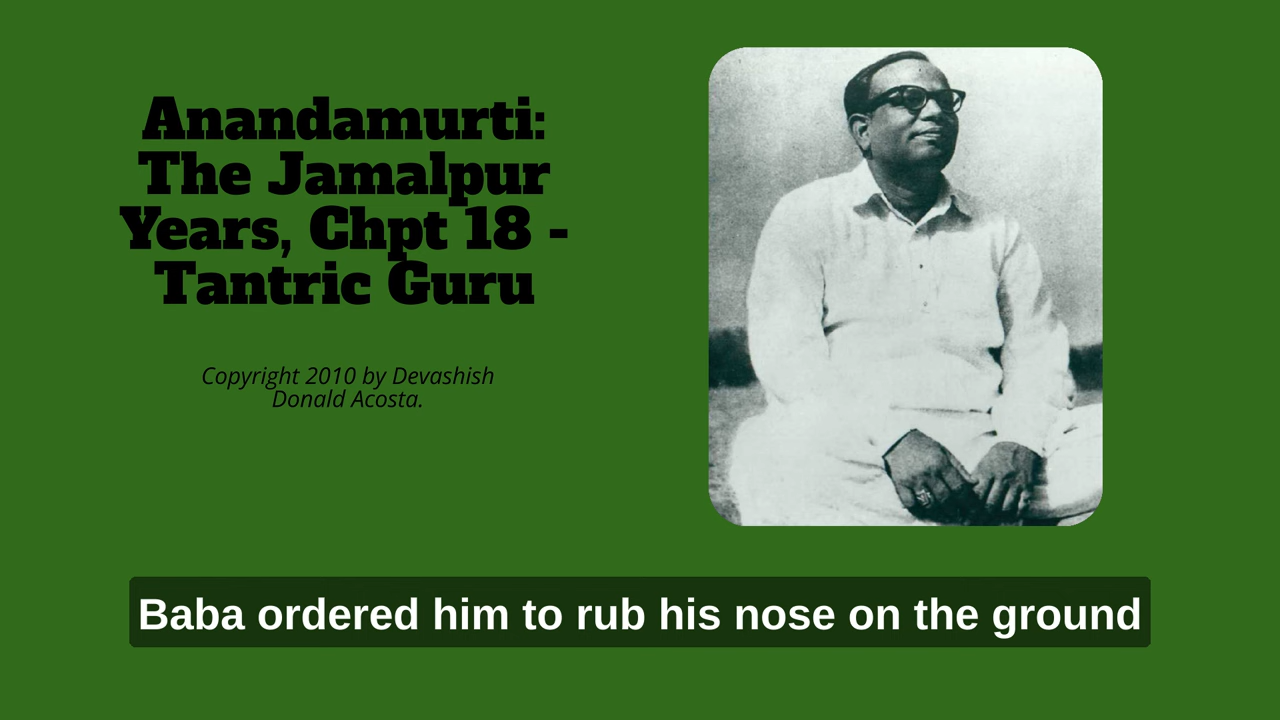 Anandamurti:
The Jamalpur
Years, Chpt 18 -
Tantric Guru
Copyright 2010 by Devashish
Donald Acosta.
Baba ordered him to rub his nose on the ground